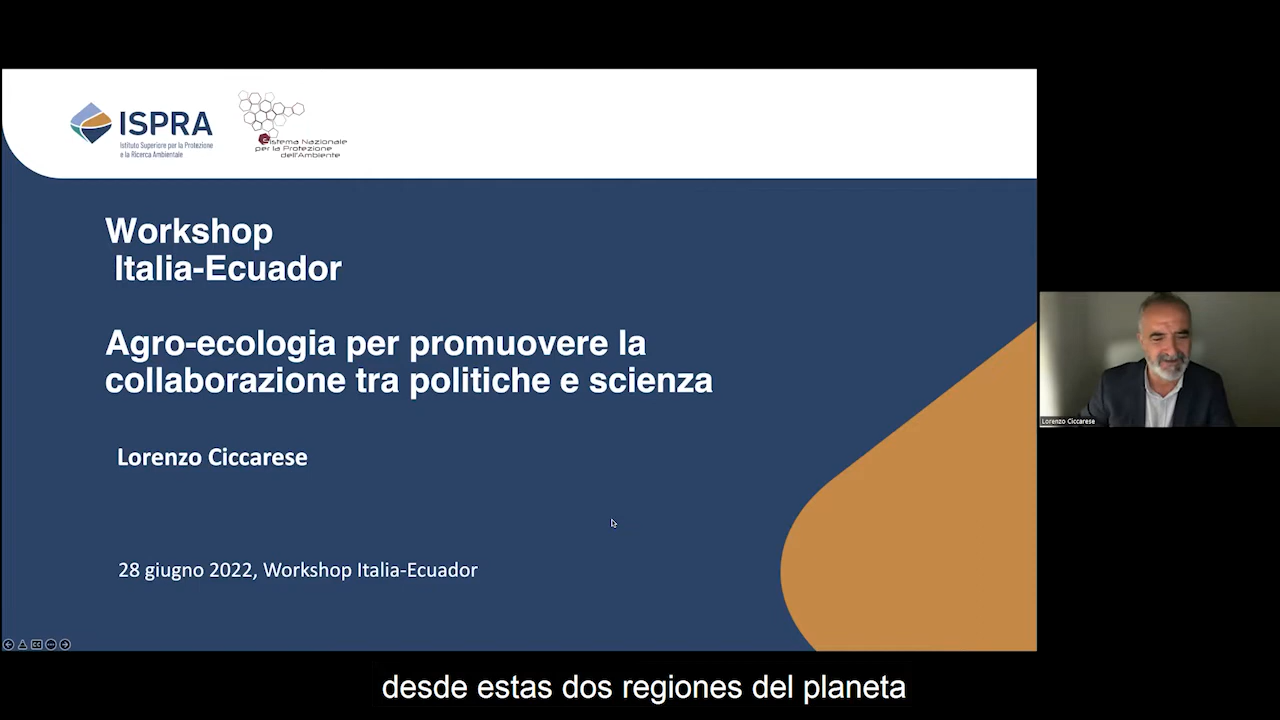 ISPRA
Istituto Superiore per la Protezione
e la Ricerca Ambientale
Sistema Nazionale
per la Protezione
dell'Ambiente
Workshop
Italia-Ecuador
Agro-ecologia per promuovere la
collaborazione tra politiche e scienza
Lorenzo Ciccarese
28 giugno 2022, Workshop Italia-Ecuador
Lorenzo Ciccarese
desde estas dos regiones del planeta